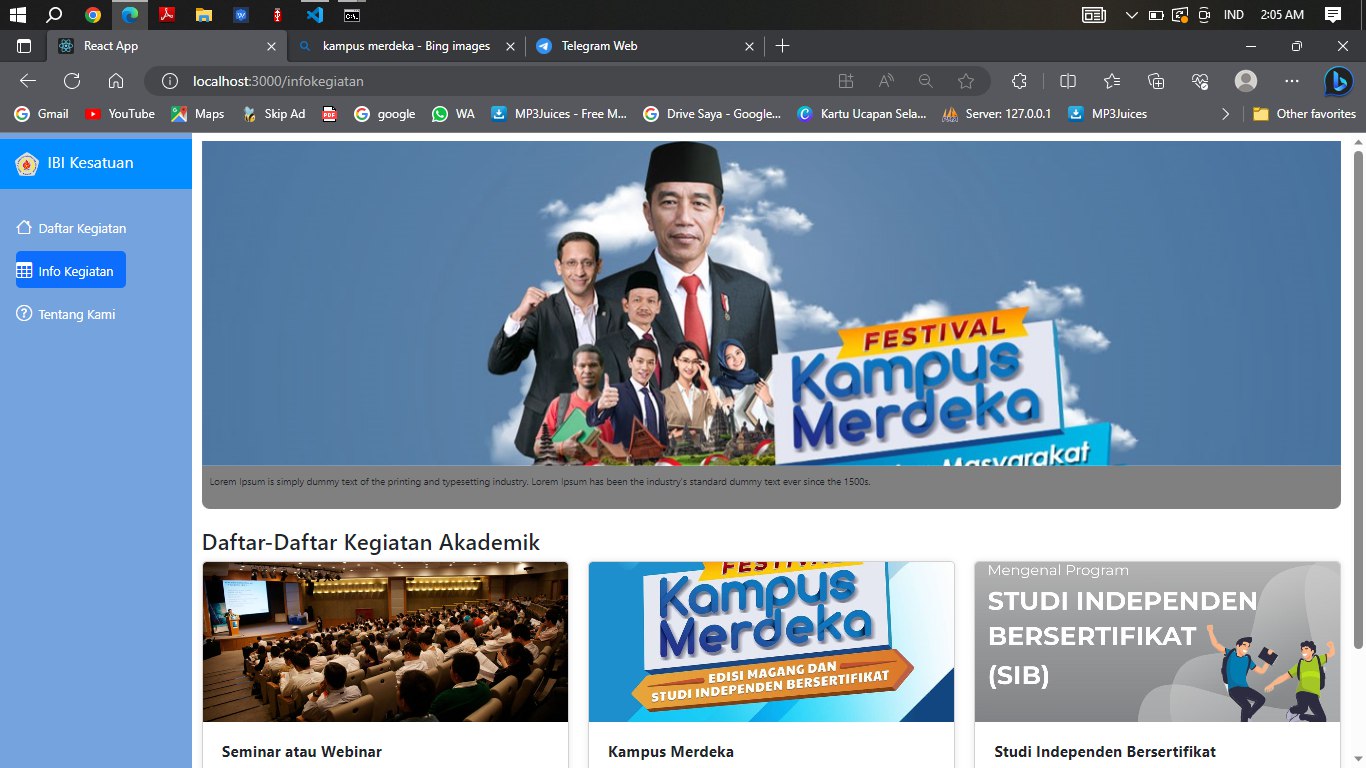 IND 2:05 AM
React App
kampus merdeka - Bing images
Telegram Web
localhost:3000/infokegiatan
Gmail YouTube Maps Skip Ad google WA MP3Juices - Free M... Drive Saya - Google... Kartu Ucapan Sela... Server: 127.0.0.1 MP3Juices Other favorites
IBI Kesatuan
Daftar Kegiatan
Info Kegiatan
Tentang Kami
FESTIVAL
Kampus
Merdeka
Masyarakat
Lorem Ipsum is simply dummy text of the printing and typesetting industry. Lorem Ipsum has been the industry's standard dummy text ever since the 1500s.
Daftar-Daftar Kegiatan Akademik
FESTIVAL
Kampus
Merdeka
EDISI MAGANG DAN
STUDI INDEPENDEN BERSERTIFIKAT
Mengenal Program
STUDI INDEPENDEN
BERSERTIFIKAT
(SIB)
Seminar atau Webinar
Kampus Merdeka
Studi Independen Bersertifikat